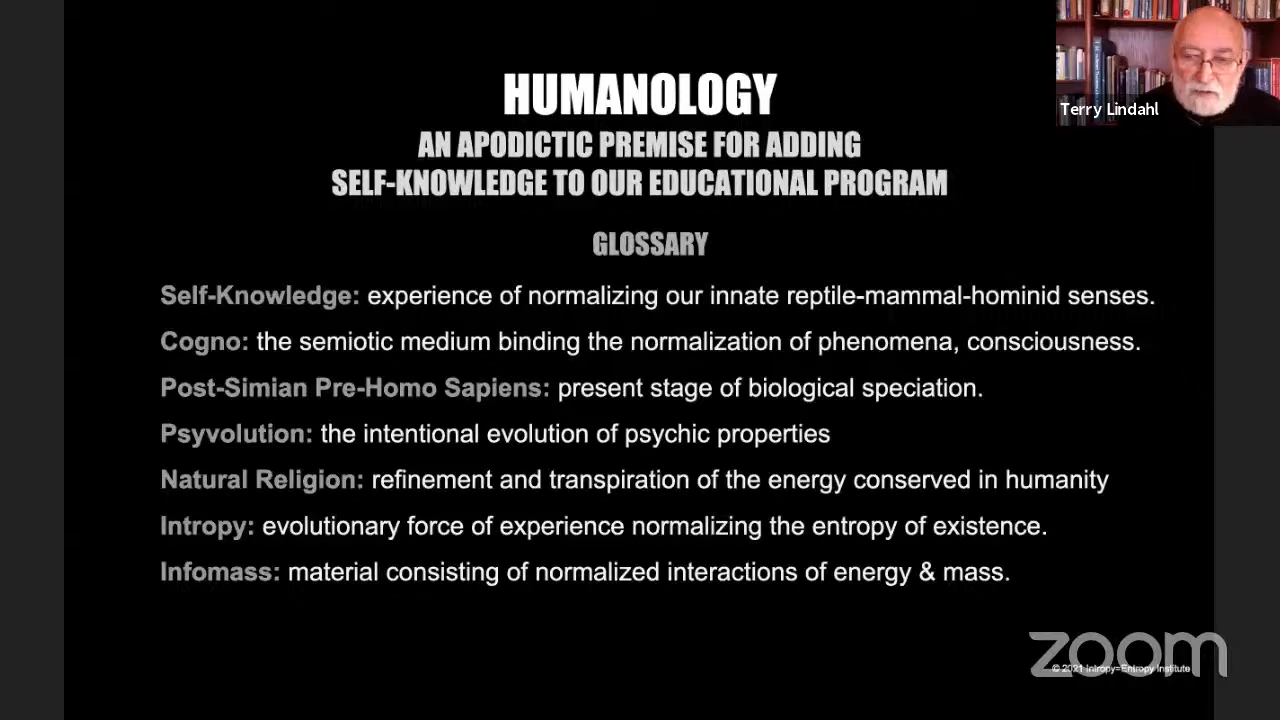 HUMANOLOGY
AN APODICTIC PREMISE FOR ADDING
SELF-KNOWLEDGE TO OUR EDUCATIONAL PROGRAM
Terry Lindahl
GLOSSARY
Self-Knowledge: experience of normalizing our innate reptile-mammal-hominid senses.
Cogno: the semiotic medium binding the normalization of phenomena, consciousness.
Post-Simian Pre-Homo Sapiens: present stage of biological speciation.
Psyvolution: the intentional evolution of psychic properties
Natural Religion: refinement and transpiration of the energy conserved in humanity
Intropy: evolutionary force of experience normalizing the entropy of existence.
Infomass: material consisting of normalized interactions of energy & mass.
zoom
© 2021 Intropy=Entropy Institute